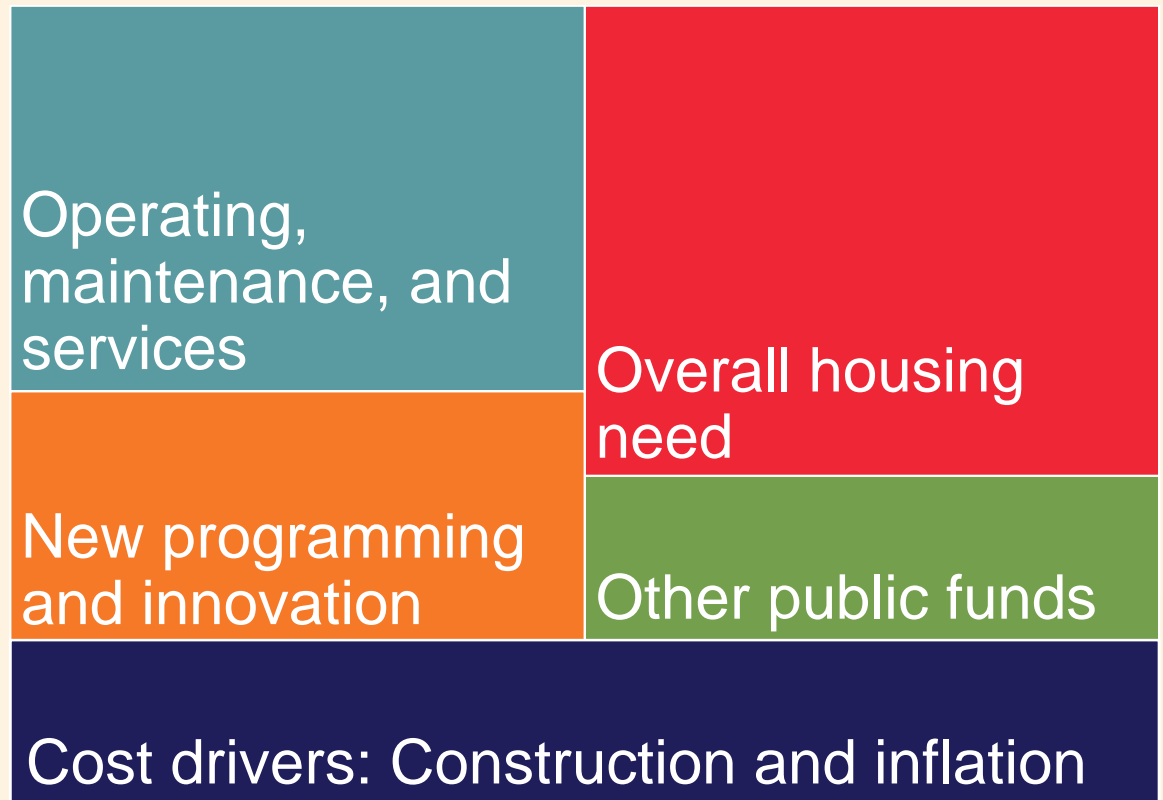 Operating,
maintenance, and
services
Overall housing
need
New programming
and innovation
Other public funds
Cost drivers: Construction and inflation